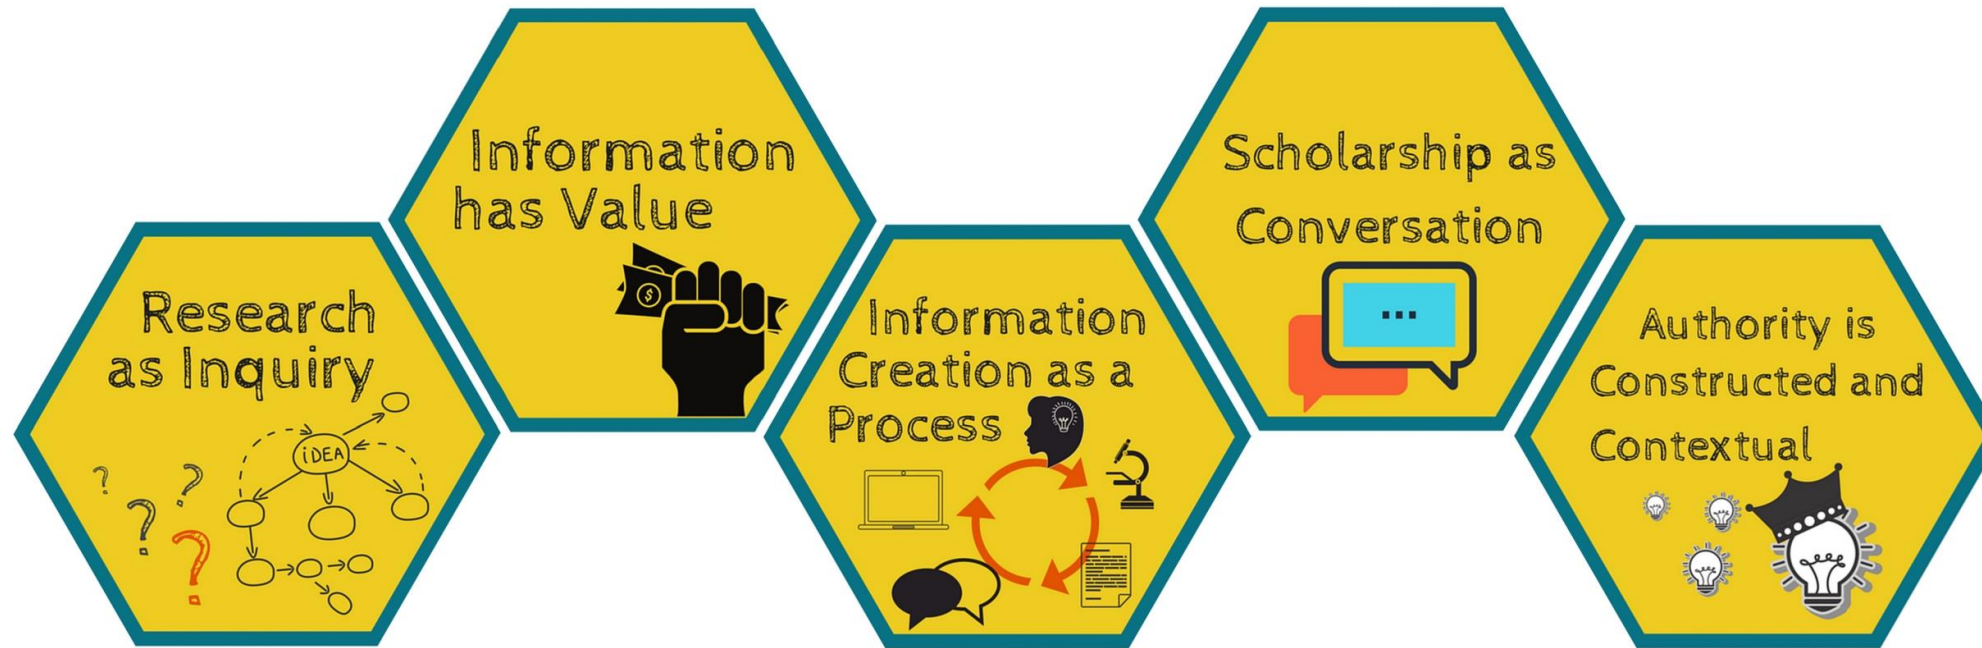 Research
as Inquiry
? ? ? ?
iDEA
Information
has Value
$
Information
Creation as a
Process
Scholarship as
Conversation
...
Authority is
Constructed and
Contextual